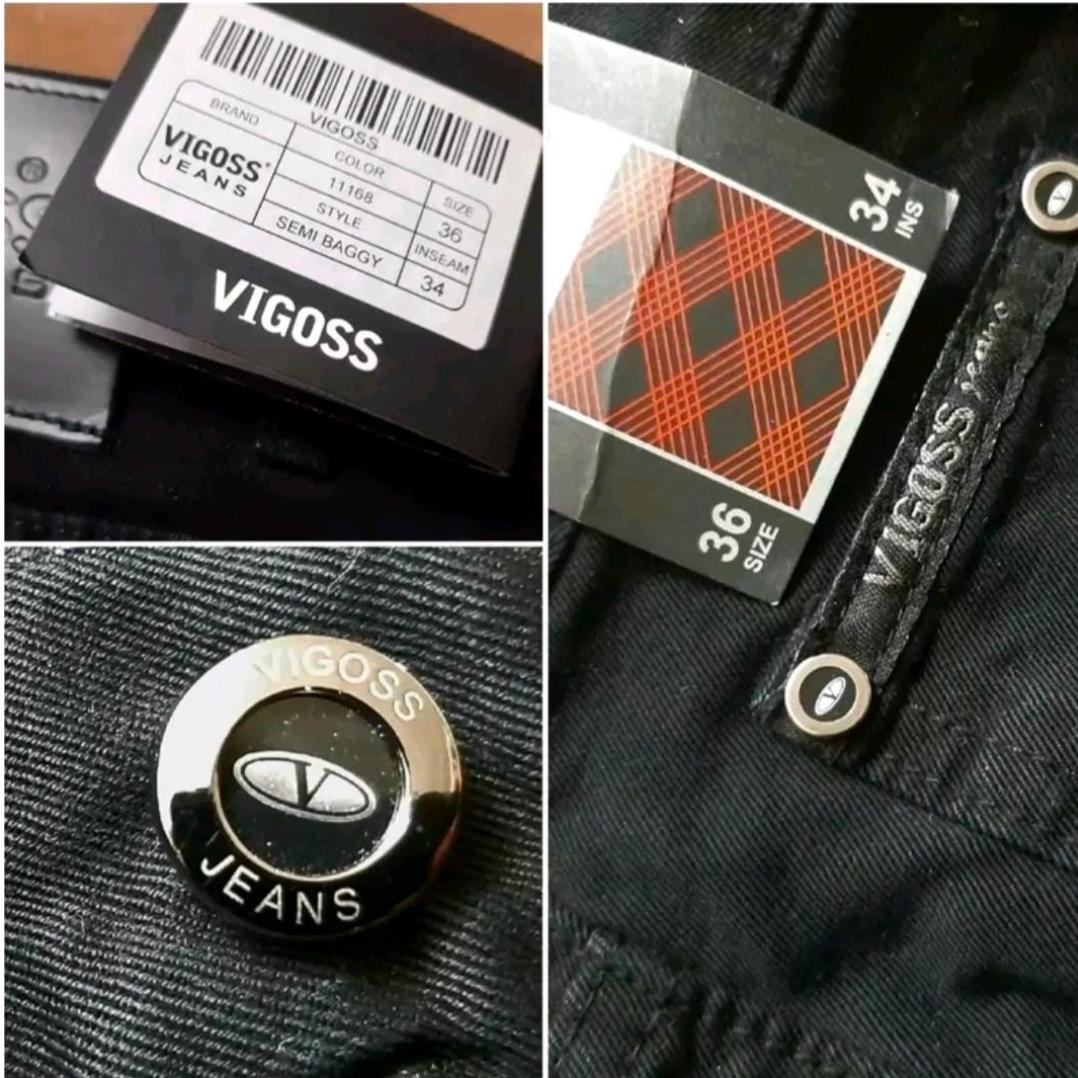 VIGOSS
BRAND
VIGOSS
JEANS
COLOR
11168
STYLE
SEMI BAGGY
SIZE
36
INSEAM
34
VIGOSS
®
34
INS
36
SIZE
VIGOSS Jeans
V
V
VIGOSS
V
JEANS